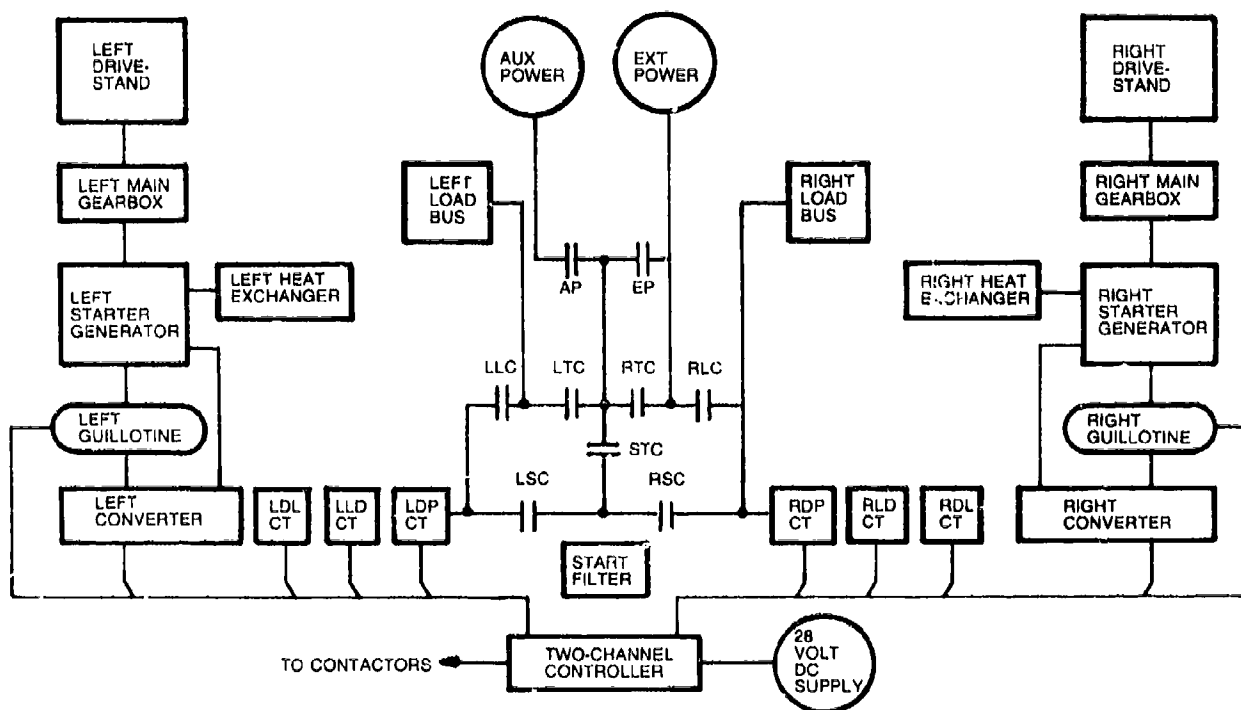 LEFT
DRIVE-
STAND
AUX
POWER
EXT
POWER
RIGHT
DRIVE-
STAND
LEFT MAIN
GEARBOX
LEFT
LOAD
BUS
RIGHT
LOAD
BUS
RIGHT MAIN
GEARBOX
LEFT
STARTER
GENERATOR
LEFT HEAT
EXCHANGER
AP
EP
RIGHT HEAT
EXCHANGER
RIGHT
STARTER
GENERATOR
LLC
LTC
RTC
RLC
LEFT
GUILLOTINE
STC
RIGHT
GUILLOTINE
LSC
RSC
LEFT
CONVERTER
LDL
CT
LLD
CT
LDP
CT
RDP
CT
RLD
CT
RDL
CT
RIGHT
CONVERTER
START
FILTER
TO CONTACTORS
TWO-CHANNEL
CONTROLLER
28
VOLT
DC
SUPPLY